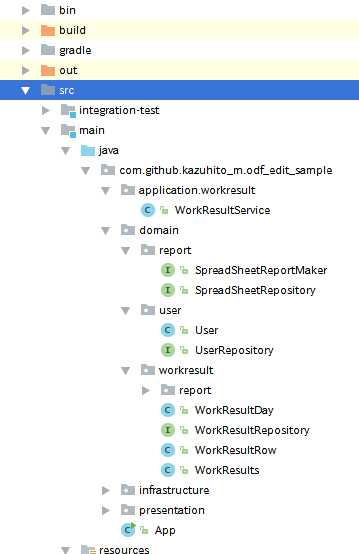 bin
build
gradle
out
src
integration-test
main
java
com.github.kazuhito_m.odf_edit_sample
application.workresult
C WorkResultService
domain
report
I SpreadSheetReportMaker
I SpreadSheetRepository
user
C User
I UserRepository
workresult
report
C WorkResultDay
I WorkResultRepository
C WorkResultRow
C WorkResults
infrastructure
presentation
C App
resources